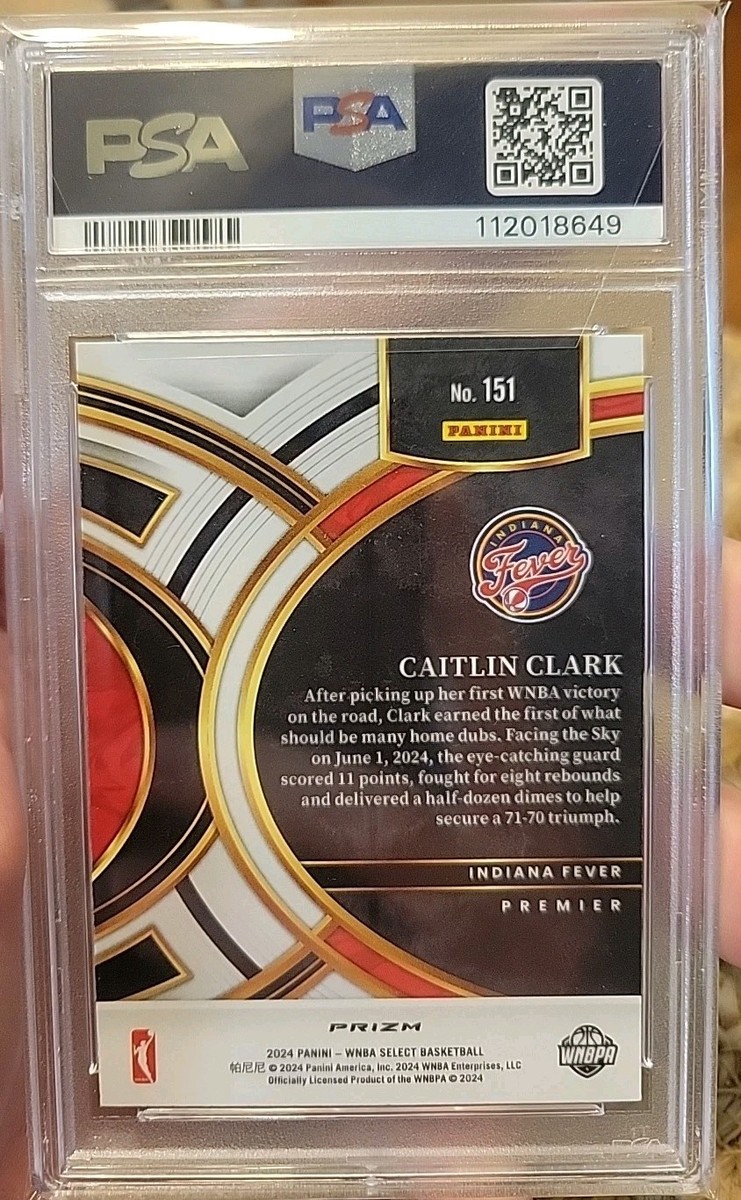 PSA PSA
112018649
No. 151
PANINI
INDIANA
Fever
CAITLIN CLARK
After picking up her first WNBA victory
on the road, Clark earned the first of what
should be many home dubs. Facing the Sky
on June 1, 2024, the eye-catching guard
scored 11 points, fought for eight rebounds
and delivered a half-dozen dimes to help
secure a 71-70 triumph.
INDIANA FEVER
PREMIER
PRIZM
2024 PANINI – WNBA SELECT BASKETBALL
帕尼尼 © 2024 Panini America, Inc. 2024 WNBA Enterprises, LLC
Officially Licensed Product of the WNBPA © 2024
WNBPA
PSA